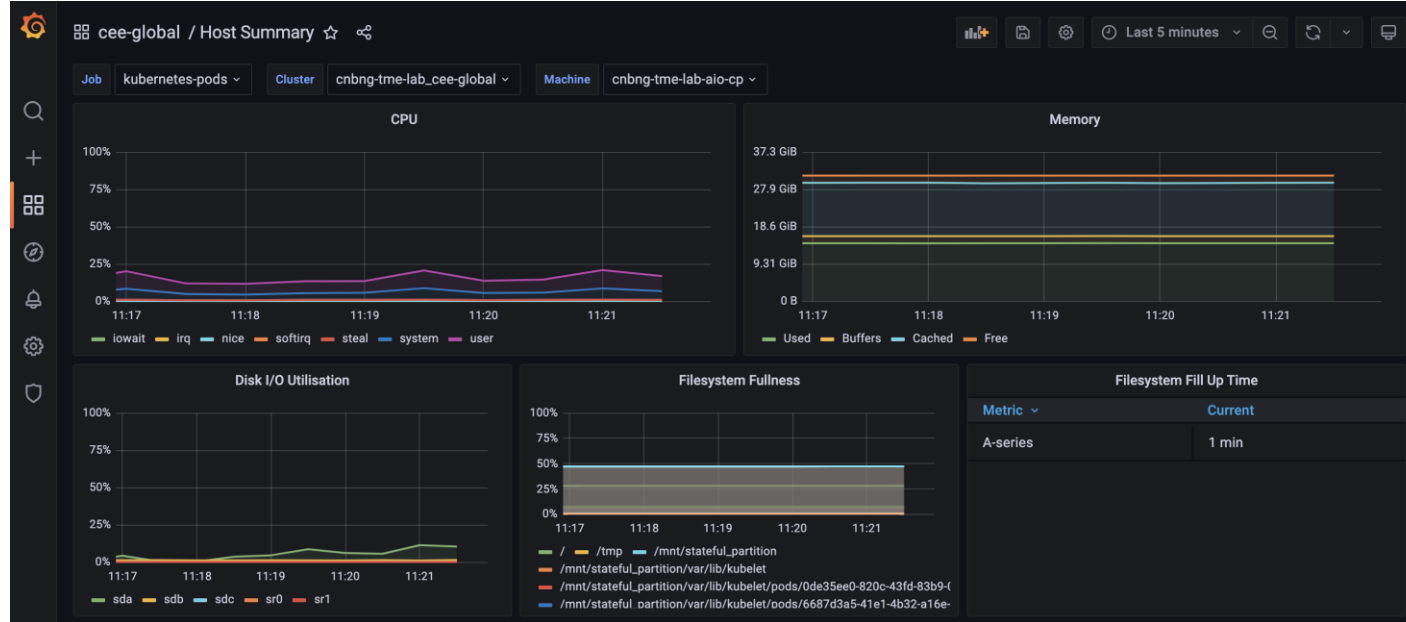 cee-global / Host Summary
Last 5 minutes
Job kubernetes-pods Cluster cnbng-tme-lab_cee-global Machine cnbng-tme-lab-aio-cp
CPU
100%
75%
50%
25%
0%
11:17 11:18 11:19 11:20 11:21
iowait irq nice softirq steal system user
Memory
37.3 GiB
27.9 GiB
18.6 GiB
9.31 GiB
0 B
11:17 11:18 11:19 11:20 11:21
Used Buffers Cached Free
Disk I/O Utilisation
100%
75%
50%
25%
0%
11:17 11:18 11:19 11:20 11:21
sda sdb sdc sr0 sr1
Filesystem Fullness
100%
75%
50%
25%
0%
11:17 11:18 11:19 11:20 11:21
/ /tmp /mnt/stateful_partition
/mnt/stateful_partition/var/lib/kubelet
/mnt/stateful_partition/var/lib/kubelet/pods/0de35ee0-820c-43fd-83b9-
/mnt/stateful_partition/var/lib/kubelet/pods/6687d3a5-41e1-4b32-a16e-
Filesystem Fill Up Time
Metric Current
A-series 1 min